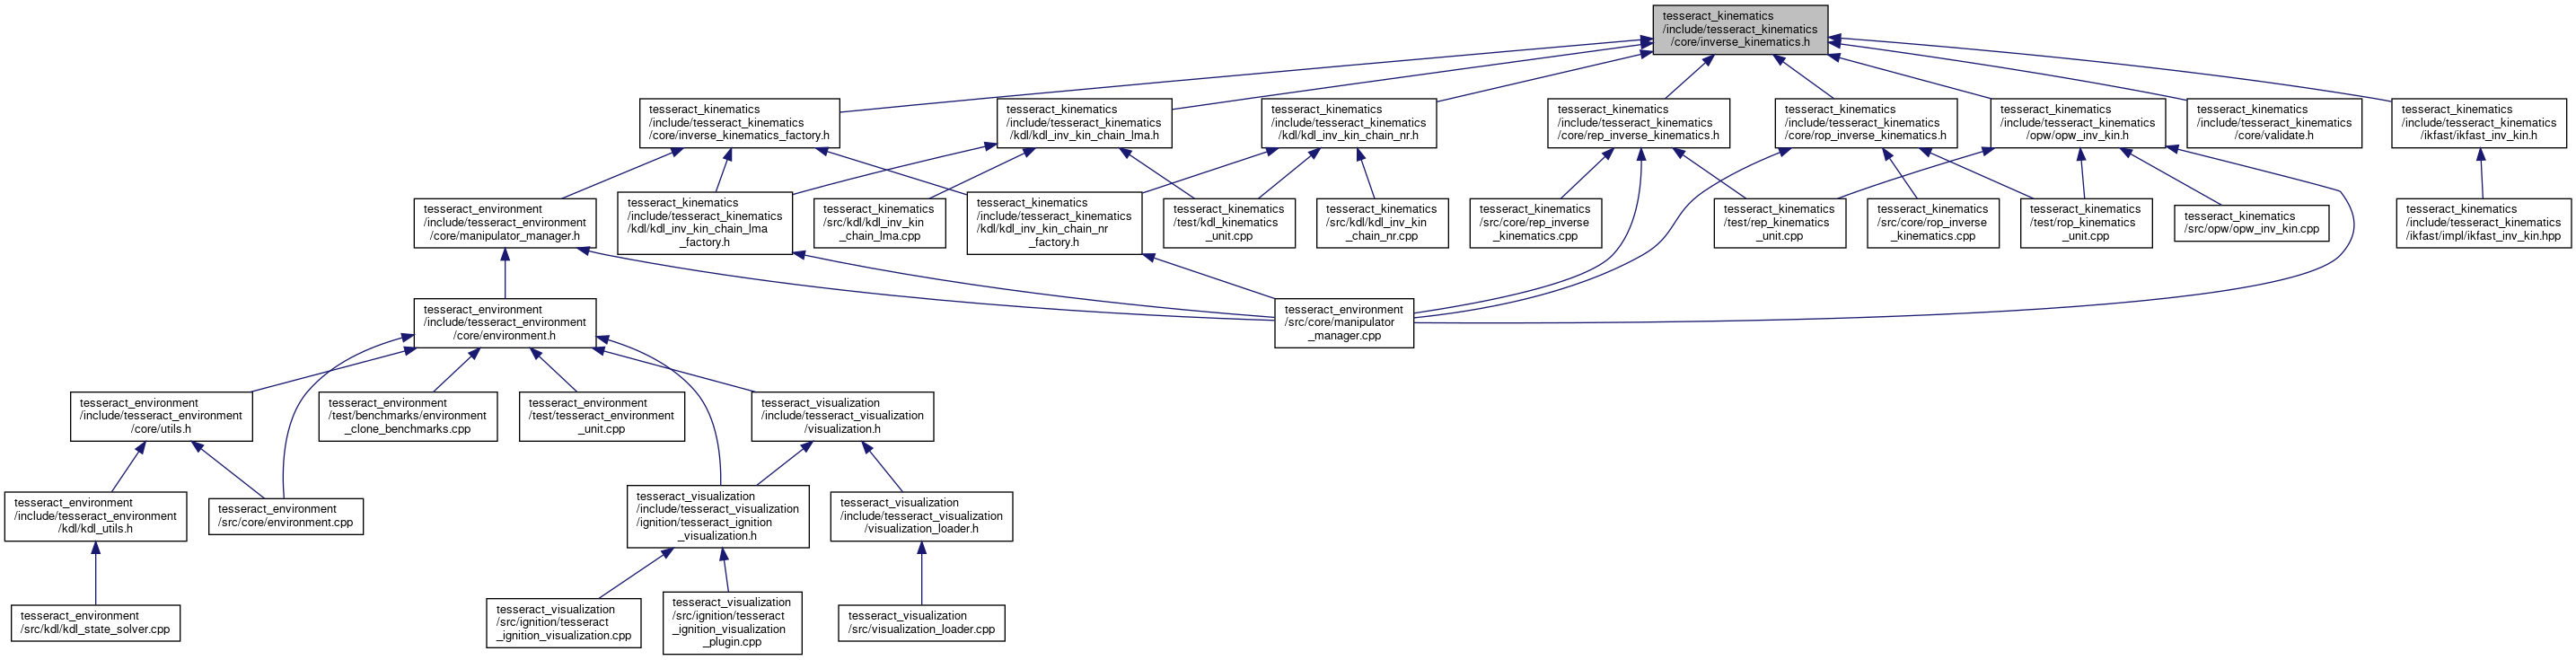 tesseract_kinematics
/include/tesseract_kinematics
/core/inverse_kinematics.h
tesseract_kinematics
/include/tesseract_kinematics
/core/inverse_kinematics_factory.h
tesseract_kinematics
/include/tesseract_kinematics
/kdl/kdl_inv_kin_chain_lma.h
tesseract_kinematics
/include/tesseract_kinematics
/kdl/kdl_inv_kin_chain_nr.h
tesseract_kinematics
/include/tesseract_kinematics
/core/rep_inverse_kinematics.h
tesseract_kinematics
/include/tesseract_kinematics
/core/rop_inverse_kinematics.h
tesseract_kinematics
/include/tesseract_kinematics
/opw/opw_inv_kin.h
tesseract_kinematics
/include/tesseract_kinematics
/core/validate.h
tesseract_kinematics
/include/tesseract_kinematics
/ikfast/ikfast_inv_kin.h
tesseract_environment
/include/tesseract_environment
/core/manipulator_manager.h
tesseract_kinematics
/include/tesseract_kinematics
/kdl/kdl_inv_kin_chain_lma
_factory.h
tesseract_kinematics
/src/kdl/kdl_inv_kin
_chain_lma.cpp
tesseract_kinematics
/include/tesseract_kinematics
/kdl/kdl_inv_kin_chain_nr
_factory.h
tesseract_kinematics
/test/kdl_kinematics
_unit.cpp
tesseract_kinematics
/src/kdl/kdl_inv_kin
_chain_nr.cpp
tesseract_kinematics
/src/core/rep_inverse
_kinematics.cpp
tesseract_kinematics
/test/rep_kinematics
_unit.cpp
tesseract_kinematics
/src/core/rop_inverse
_kinematics.cpp
tesseract_kinematics
/test/rop_kinematics
_unit.cpp
tesseract_kinematics
/src/opw/opw_inv_kin.cpp
tesseract_kinematics
/include/tesseract_kinematics
/ikfast/impl/ikfast_inv_kin.hpp
tesseract_environment
/include/tesseract_environment
/core/environment.h
tesseract_environment
/src/core/manipulator
_manager.cpp
tesseract_environment
/include/tesseract_environment
/core/utils.h
tesseract_environment
/test/benchmarks/environment
_clone_benchmarks.cpp
tesseract_environment
/test/tesseract_environment
_unit.cpp
tesseract_visualization
/include/tesseract_visualization
/visualization.h
tesseract_environment
/include/tesseract_environment
/kdl/kdl_utils.h
tesseract_environment
/src/core/environment.cpp
tesseract_visualization
/include/tesseract_visualization
/ignition/tesseract_ignition
_visualization.h
tesseract_visualization
/include/tesseract_visualization
/visualization_loader.h
tesseract_environment
/src/kdl/kdl_state_solver.cpp
tesseract_visualization
/src/ignition/tesseract
_ignition_visualization.cpp
tesseract_visualization
/src/ignition/tesseract
_ignition_visualization
_plugin.cpp
tesseract_visualization
/src/visualization_loader.cpp